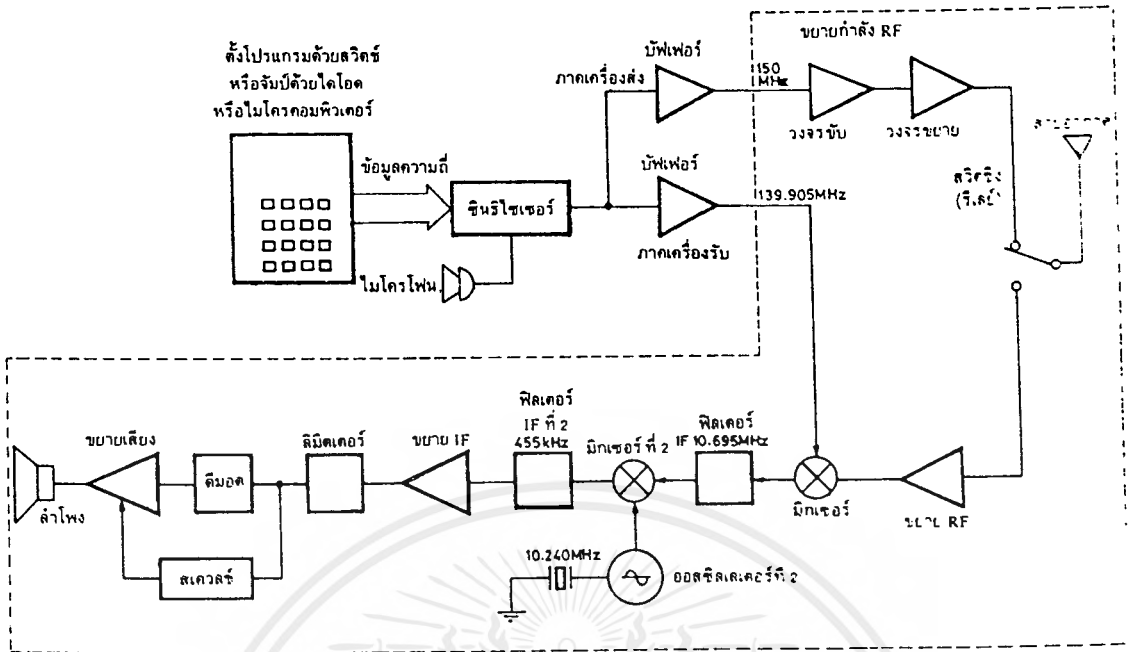 ตั้งโปรแกรมด้วยสวิตช์
หรือจัมป์ด้วยไดโอด
หรือไมโครคอมพิวเตอร์
ข้อมูลความถี่
ซินธิไซเซอร์
ไมโครโฟน
ภาคเครื่องส่ง
บัฟเฟอร์
บัฟเฟอร์
ภาคเครื่องรับ
150
MHz
139.905MHz
ขยายกำลัง RF
วงจรขับ
วงจรขยาย
สวิตชิ่ง
(รีเลย์)
ลำโพง
ขยายเสียง
ดีมอด
สเควลช์
ลิมิตเตอร์
ขยาย IF
ฟิลเตอร์
IF ที่ 2
455kHz
มิกเซอร์ ที่ 2
ฟิลเตอร์
IF 10.695MHz
มิกเซอร์
ขยาย RF
10.240MHz
ออสซิลเลเตอร์ที่ 2